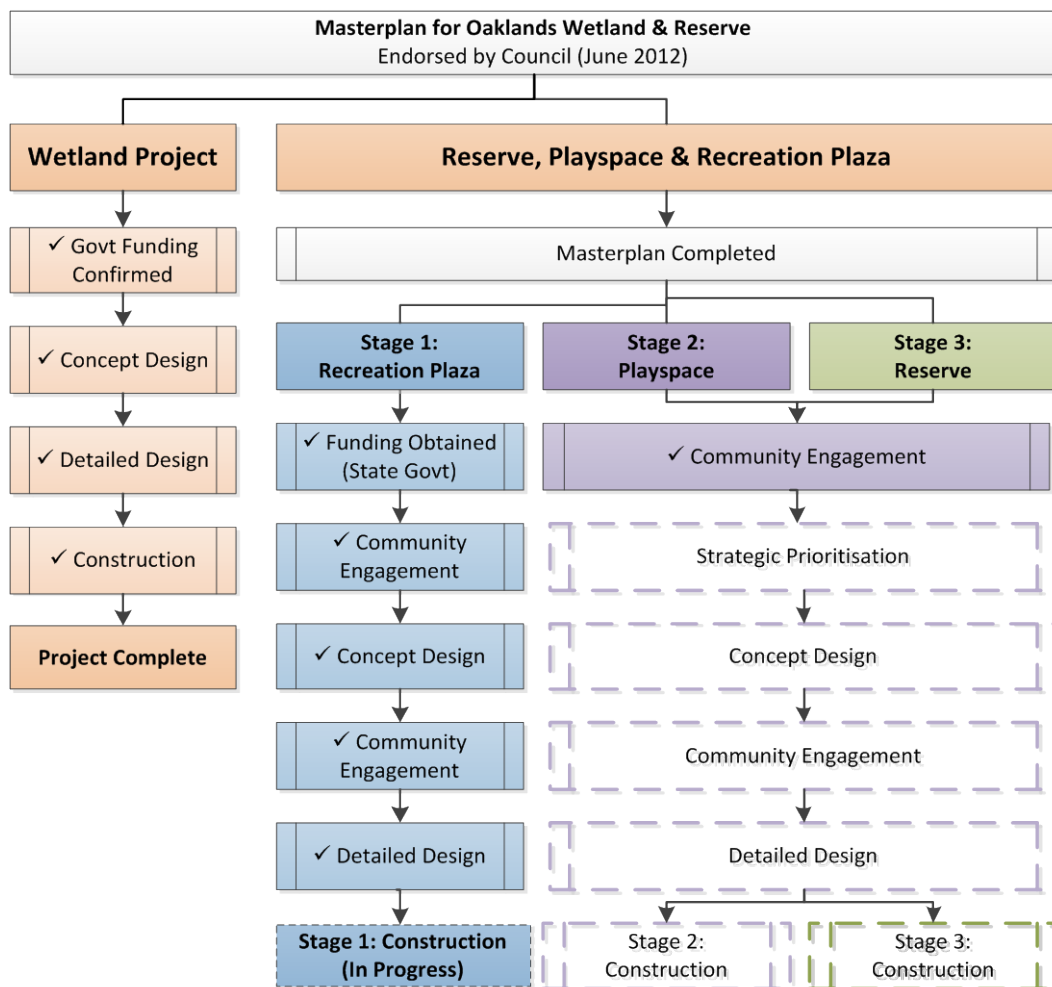 Masterplan for Oaklands Wetland & Reserve
Endorsed by Council (June 2012)
Wetland Project
✓ Govt Funding
Confirmed
✓ Concept Design
✓ Detailed Design
✓ Construction
Project Complete
Reserve, Playspace & Recreation Plaza
Masterplan Completed
Stage 1:
Recreation Plaza
✓ Funding Obtained
(State Govt)
✓ Community
Engagement
✓ Concept Design
✓ Community
Engagement
✓ Detailed Design
Stage 1: Construction
(In Progress)
Stage 2:
Playspace
Stage 3:
Reserve
✓ Community Engagement
Strategic Prioritisation
Concept Design
Community Engagement
Detailed Design
Stage 2:
Construction
Stage 3:
Construction